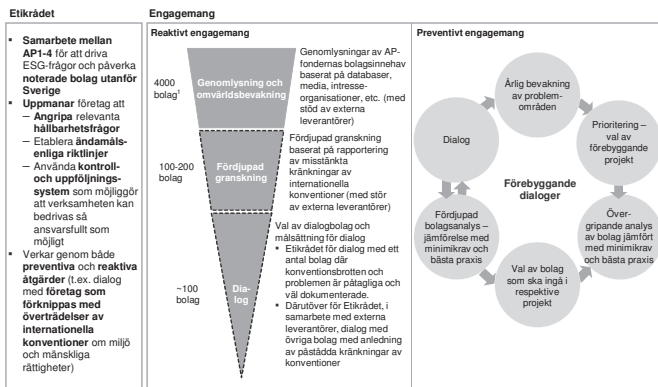 Etikrådet
Samarbete mellan
AP1-4 för att driva
ESG-frågor och påverka
noterade bolag utanför
Sverige
Uppmanar företag att
– Angripa relevanta
hållbarhetsfrågor
– Etablera ändamåls-
enliga riktlinjer
– Använda kontroll-
och uppföljnings-
system som möjliggör
att verksamheten kan
bedrivas så
ansvarsfullt som
möjligt
Verkar genom både
preventiva och reaktiva
åtgärder (t.ex. dialog
med företag som
förknippas med
överträdelser av
internationella
konventioner om miljö
och mänskliga
rättigheter)
Engagemang
Reaktivt engagemang
4000
bolag¹
Genomlysning och
omvärldsbevakning
Genomlysningar av AP-
fondernas bolagsinnehav
baserat på databaser,
media, intresse-
organisationer, etc. (med
stöd av externa
leverantörer)
100-200
bolag
Fördjupad
granskning
Fördjupad granskning
baserat på rapportering
av misstänkta
kränkningar av
internationella
konventioner (med stör
av externa leverantörer)
~100
bolag
Dia-
log
Val av dialogbolag och
målsättning för dialog
Etikrådet för dialog med ett
antal bolag där
konventionsbrotten och
problemen är påtagliga och
väl dokumenterade.
Därutöver för Etikrådet, i
samarbete med externa
leverantörer, dialog med
övriga bolag med anledning
av påstådda kränkningar av
konventioner
Preventivt engagemang
Årlig bevakning
av problem-
områden
Prioritering –
val av
förebyggande
projekt
Över-
gripande analys
av bolag jämfört
med minimikrav
och bästa praxis
Val av bolag
som ska ingå i
respektive
projekt
Fördjupad
bolagsanalys –
jämförelse med
minimikrav och
bästa praxis
Dialog
Förebyggande
dialoger